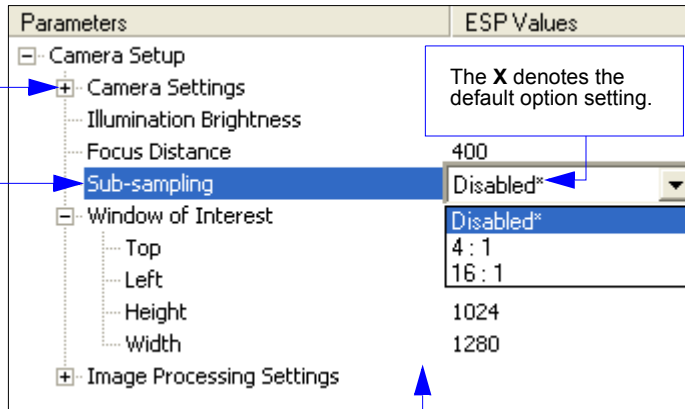 Parameters ESP Values
Camera Setup
Camera Settings
The X denotes the
default option setting.
Illumination Brightness
Focus Distance 400
Sub-sampling Disabled*
Window of Interest Disabled*
Top 4 : 1
Left 16 : 1
Height 1024
Width 1280
Image Processing Settings